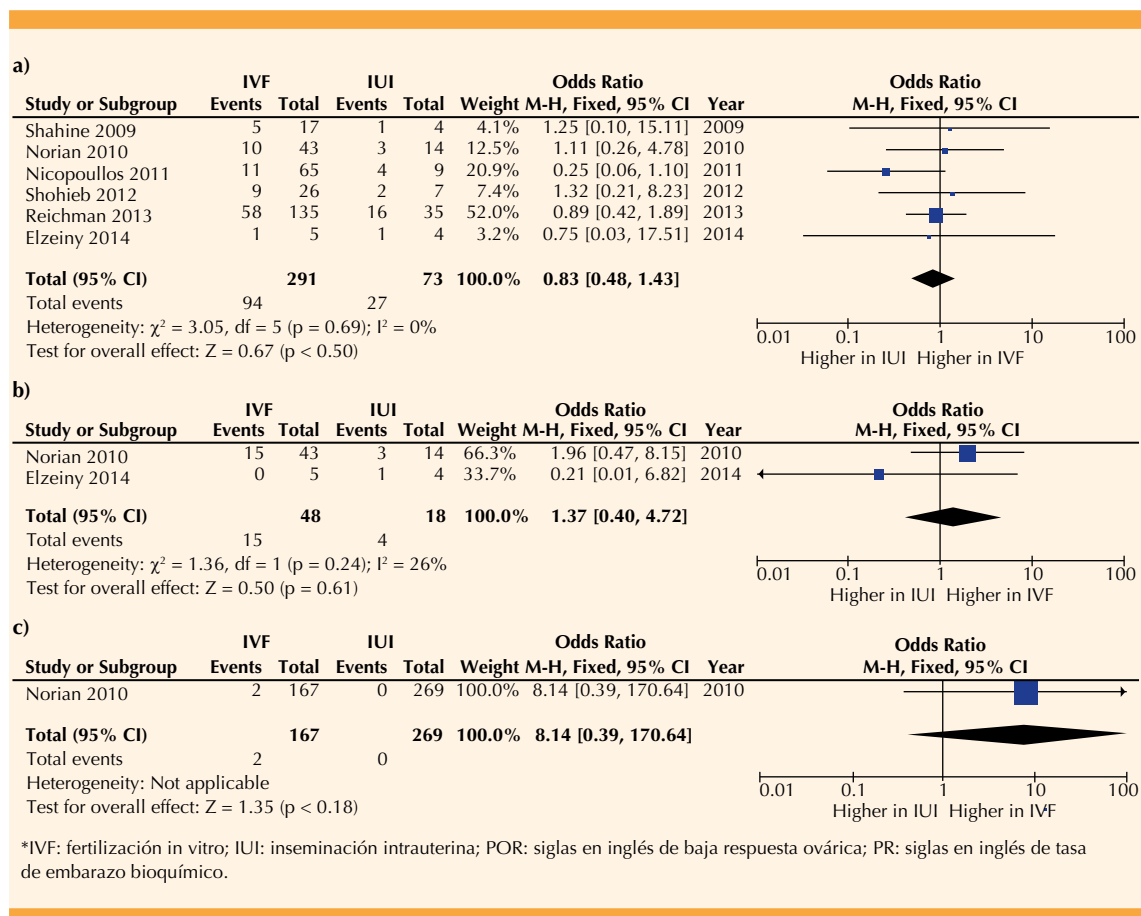 a)
IVF IUI Odds Ratio Odds Ratio
Study or Subgroup Events Total Events Total Weight M-H, Fixed, 95% CI Year M-H, Fixed, 95% CI
Shahine 2009 5 17 1 4 4.1% 1.25 [0.10, 15.11] 2009
Norian 2010 10 43 3 14 12.5% 1.11 [0.26, 4.78] 2010
Nicopoullos 2011 11 65 4 9 20.9% 0.25 [0.06, 1.10] 2011
Shohieb 2012 9 26 2 7 7.4% 1.32 [0.21, 8.23] 2012
Reichman 2013 58 135 16 35 52.0% 0.89 [0.42, 1.89] 2013
Elzeiny 2014 1 5 1 4 3.2% 0.75 [0.03, 17.51] 2014
Total (95% CI) 291 73 100.0% 0.83 [0.48, 1.43]
Total events 94 27
Heterogeneity: χ² = 3.05, df = 5 (p = 0.69); I² = 0%
Test for overall effect: Z = 0.67 (p < 0.50)
0.01 0.1 1 10 100
Higher in IUI Higher in IVF
b)
IVF IUI Odds Ratio Odds Ratio
Study or Subgroup Events Total Events Total Weight M-H, Fixed, 95% CI Year M-H, Fixed, 95% CI
Norian 2010 15 43 3 14 66.3% 1.96 [0.47, 8.15] 2010
Elzeiny 2014 0 5 1 4 33.7% 0.21 [0.01, 6.82] 2014
Total (95% CI) 48 18 100.0% 1.37 [0.40, 4.72]
Total events 15 4
Heterogeneity: χ² = 1.36, df = 1 (p = 0.24); I² = 26%
Test for overall effect: Z = 0.50 (p = 0.61)
0.01 0.1 1 10 100
Higher in IUI Higher in IVF
c)
IVF IUI Odds Ratio Odds Ratio
Study or Subgroup Events Total Events Total Weight M-H, Fixed, 95% CI Year M-H, Fixed, 95% CI
Norian 2010 2 167 0 269 100.0% 8.14 [0.39, 170.64] 2010
Total (95% CI) 167 269 100.0% 8.14 [0.39, 170.64]
Total events 2 0
Heterogeneity: Not applicable
Test for overall effect: Z = 1.35 (p < 0.18)
0.01 0.1 1 10 100
Higher in IUI Higher in IVF
*IVF: fertilización in vitro; IUI: inseminación intrauterina; POR: siglas en inglés de baja respuesta ovárica; PR: siglas en inglés de tasa
de embarazo bioquímico.